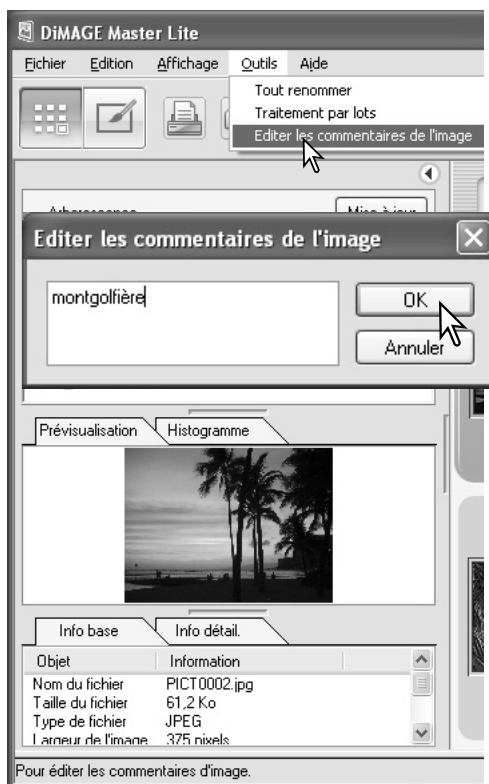 DiMAGE Master Lite
Fichier Edition Affichage Outils Aide
Tout renommer
Traitement par lots
Editer les commentaires de l'image
Arborescence Mise à jour
Editer les commentaires de l'image
montgolfière
OK
Annuler
Prévisualisation Histogramme
Info base Info détail.
Objet Information
Nom du fichier PICT0002.jpg
Taille du fichier 61,2 Ko
Type de fichier JPEG
Largeur de l'image 375 pixels
Pour éditer les commentaires d'image.